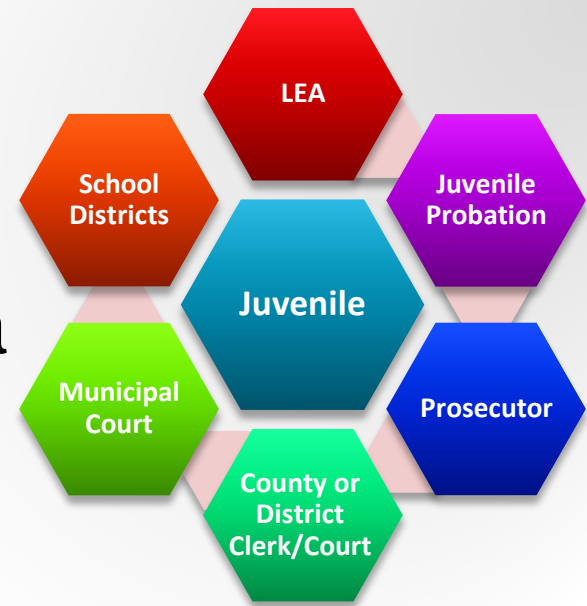 LEA
School
Districts
Juvenile
Probation
Juvenile
Municipal
Court
Prosecutor
County or
District
Clerk/Court